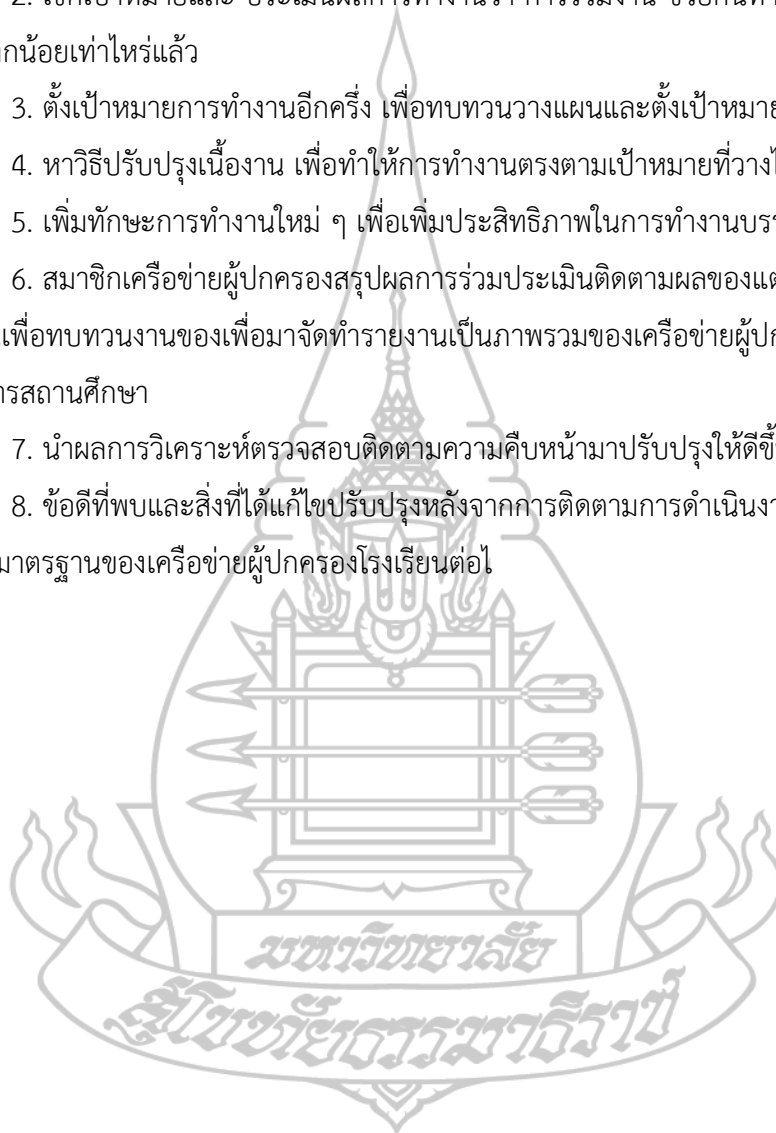 3. ตั้งเป้าหมายการทำงานอีกครั้ง เพื่อทบทวนวางแผนและตั้งเป้าหมาย
4. หาวิธีปรับปรุงเนื้องาน เพื่อทำให้การทำงานตรงตามเป้าหมายที่วางไ
5. เพิ่มทักษะการทำงานใหม่ ๆ เพื่อเพิ่มประสิทธิภาพในการทำงานบรร
6. สมาชิกเครือข่ายผู้ปกครองสรุปผลการร่วมประเมินติดตามผลของแต
เพื่อทบทวนงานของเพื่อมาจัดทำรายงานเป็นภาพรวมของเครือข่ายผู้ปก
ารสถานศึกษา
7. นำผลการวิเคราะห์ตรวจสอบติดตามความคืบหน้ามาปรับปรุงให้ดีขึ้
8. ข้อดีที่พบและสิ่งที่ได้แก้ไขปรับปรุงหลังจากการติดตามการดำเนินง
มาตรฐานของเครือข่ายผู้ปกครองโรงเรียนต่อไ
มหาวิทยาลัย
สุโขทัยธรรมาธิราช